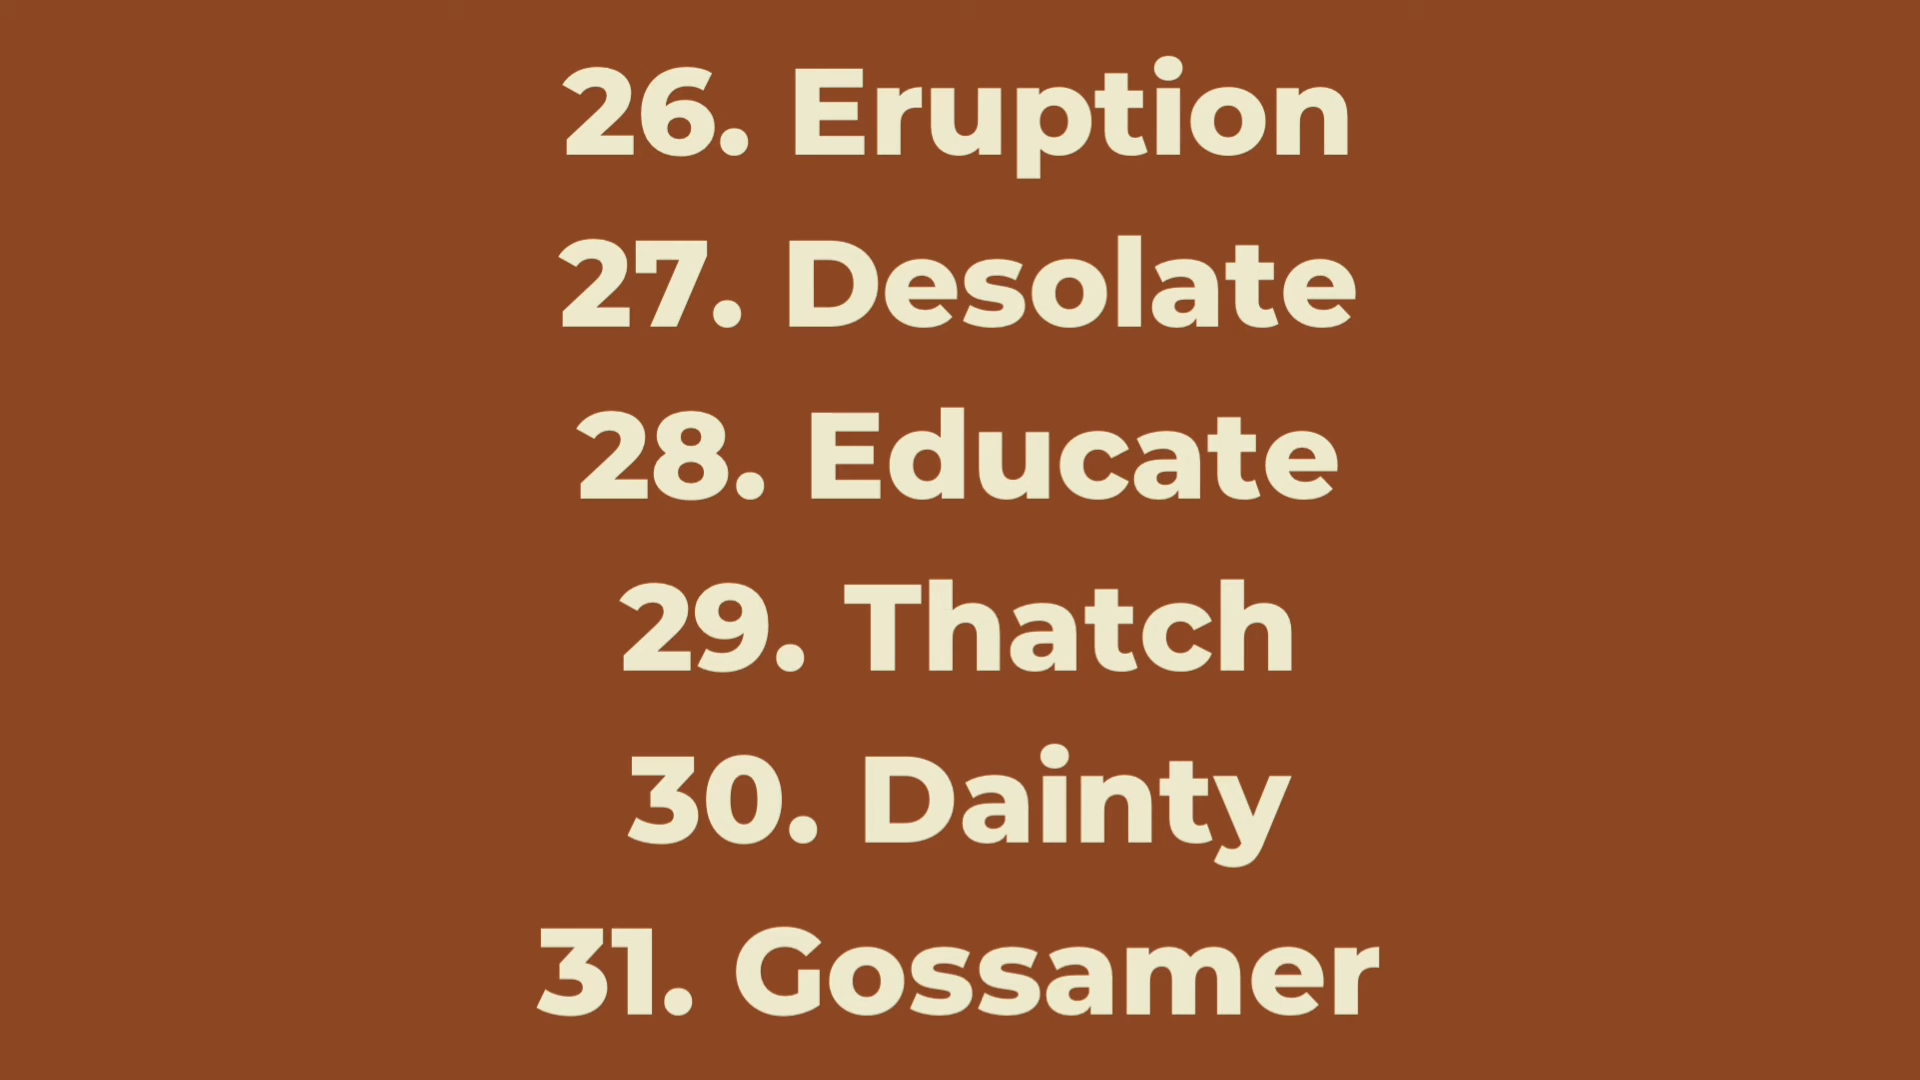 26. Eruption
27. Desolate
28. Educate
29. Thatch
30. Dainty
31. Gossamer